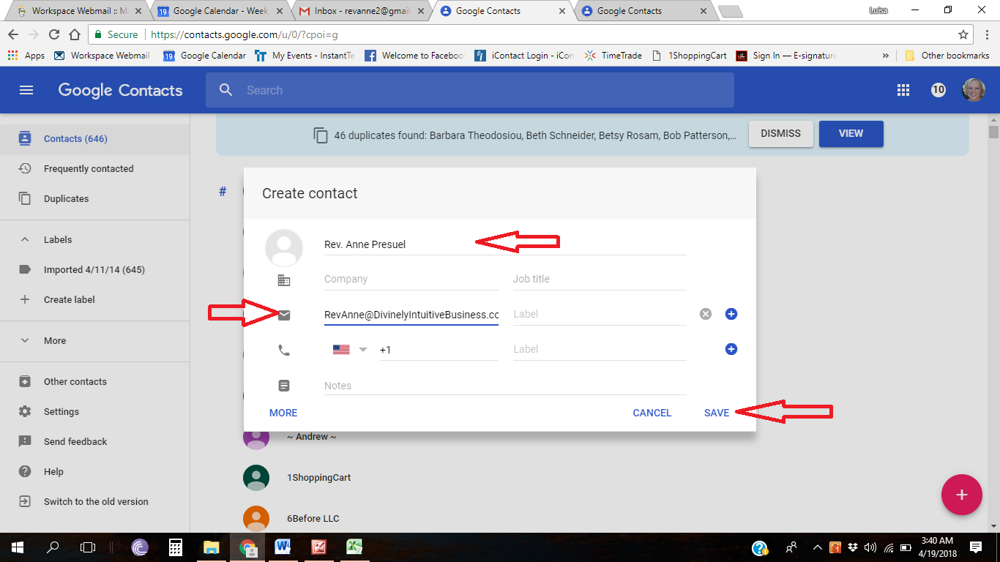 Workspace Webmail :: M
Google Calendar - Week
Inbox - revanne2@gmail
Google Contacts
Google Contacts
Luisa
Secure
https://contacts.google.com/u/0/?cpoi=g
Apps
Workspace Webmail
Google Calendar
My Events - InstantTe
Welcome to Faceboo
iContact Login - iCon
TimeTrade
1ShoppingCart
Sign In — E-signature
»
Other bookmarks
Google Contacts
Search
10
Contacts (646)
46 duplicates found: Barbara Theodosiou, Beth Schneider, Betsy Rosam, Bob Patterson,...
DISMISS
VIEW
Frequently contacted
Duplicates
Labels
Imported 4/11/14 (645)
Create label
More
Other contacts
Settings
Send feedback
Help
Switch to the old version
#
Create contact
Rev. Anne Presuel
Company
Job title
RevAnne@DivinelyIntuitiveBusiness.co
Label
+1
Label
Notes
MORE
CANCEL
SAVE
~ Andrew ~
1ShoppingCart
6Before LLC
3:40 AM
4/19/2018